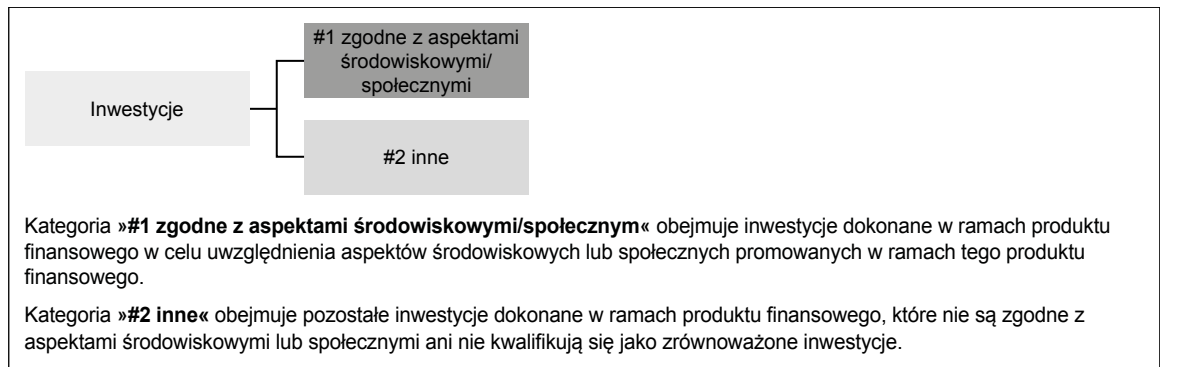 #1 zgodne z aspektami
środowiskowymi/
społecznymi
Inwestycje
#2 inne
Kategoria »#1 zgodne z aspektami środowiskowymi/społecznym« obejmuje inwestycje dokonane w ramach produktu
finansowego w celu uwzględnienia aspektów środowiskowych lub społecznych promowanych w ramach tego produktu
finansowego.
Kategoria »#2 inne« obejmuje pozostałe inwestycje dokonane w ramach produktu finansowego, które nie są zgodne z
aspektami środowiskowymi lub społecznymi ani nie kwalifikują się jako zrównoważone inwestycje.